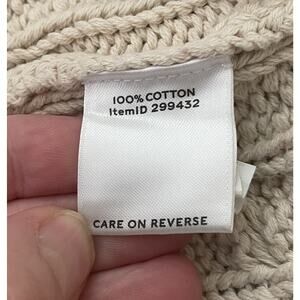 100% COTTON
ItemID 299432
CARE ON REVERSE